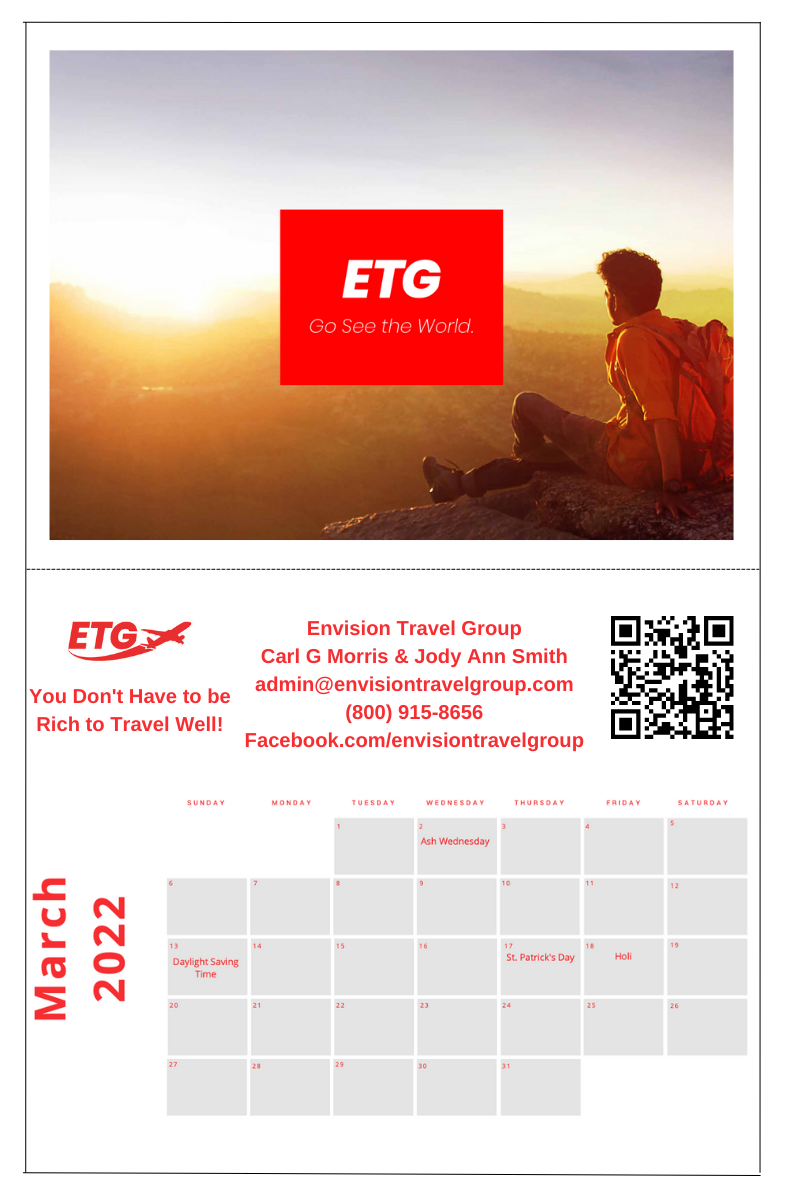 ETG
Go See the World.
ETG
You Don't Have to be
Rich to Travel Well!
Envision Travel Group
Carl G Morris & Jody Ann Smith
admin@envisiontravelgroup.com
(800) 915-8656
Facebook.com/envisiontravelgroup
March
2022
SUNDAY MONDAY TUESDAY WEDNESDAY THURSDAY FRIDAY SATURDAY
1 2 3 4 5
Ash Wednesday
6 7 8 9 10 11 12
13 14 15 16 17 18 19
Daylight Saving St. Patrick's Day Holi
Time
20 21 22 23 24 25 26
27 28 29 30 31